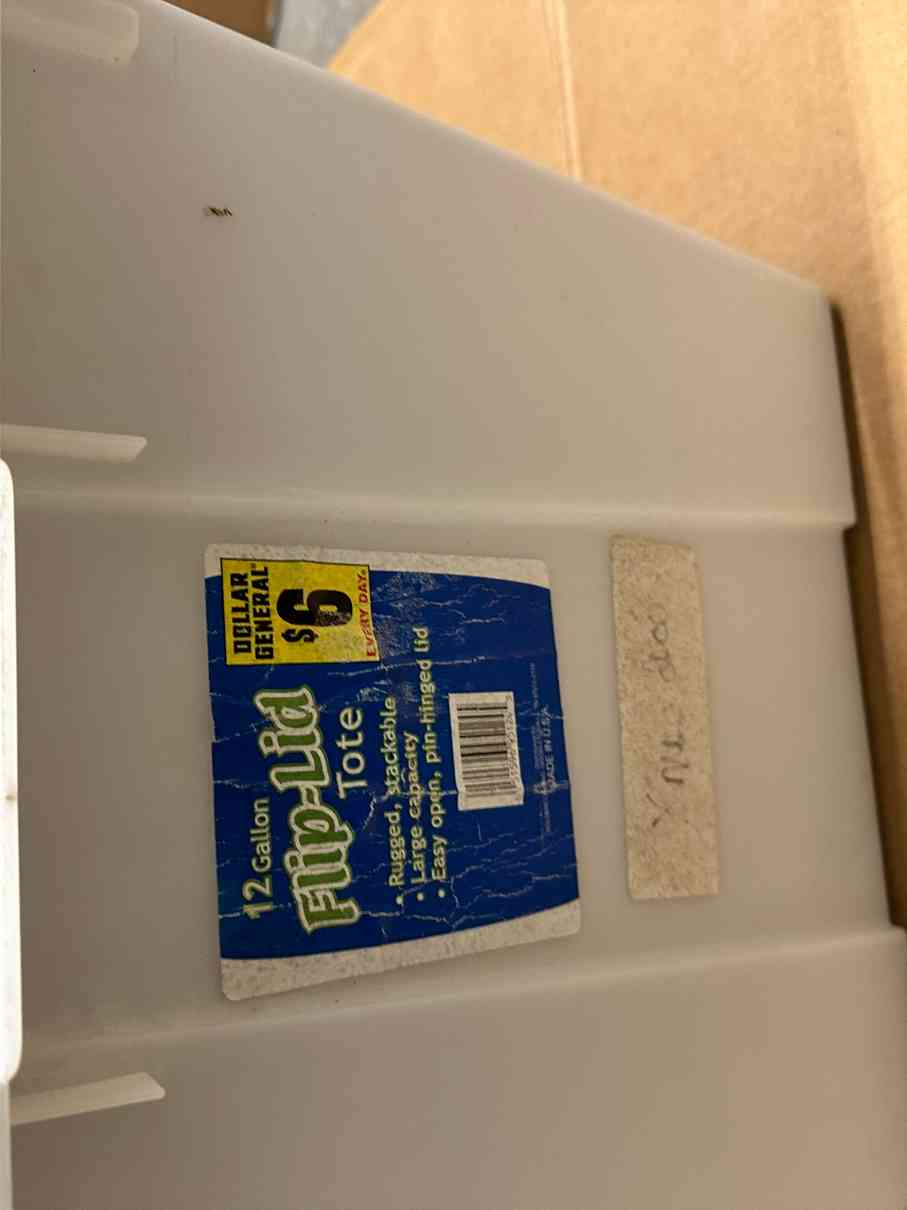 DOLLAR
GENERAL
$6
EVERY DAY.
12 Gallon
Flip-Lid
Tote
• Rugged, stackable
• Large capacity
• Easy open, pin-hinged lid
MADE IN U.S.A.